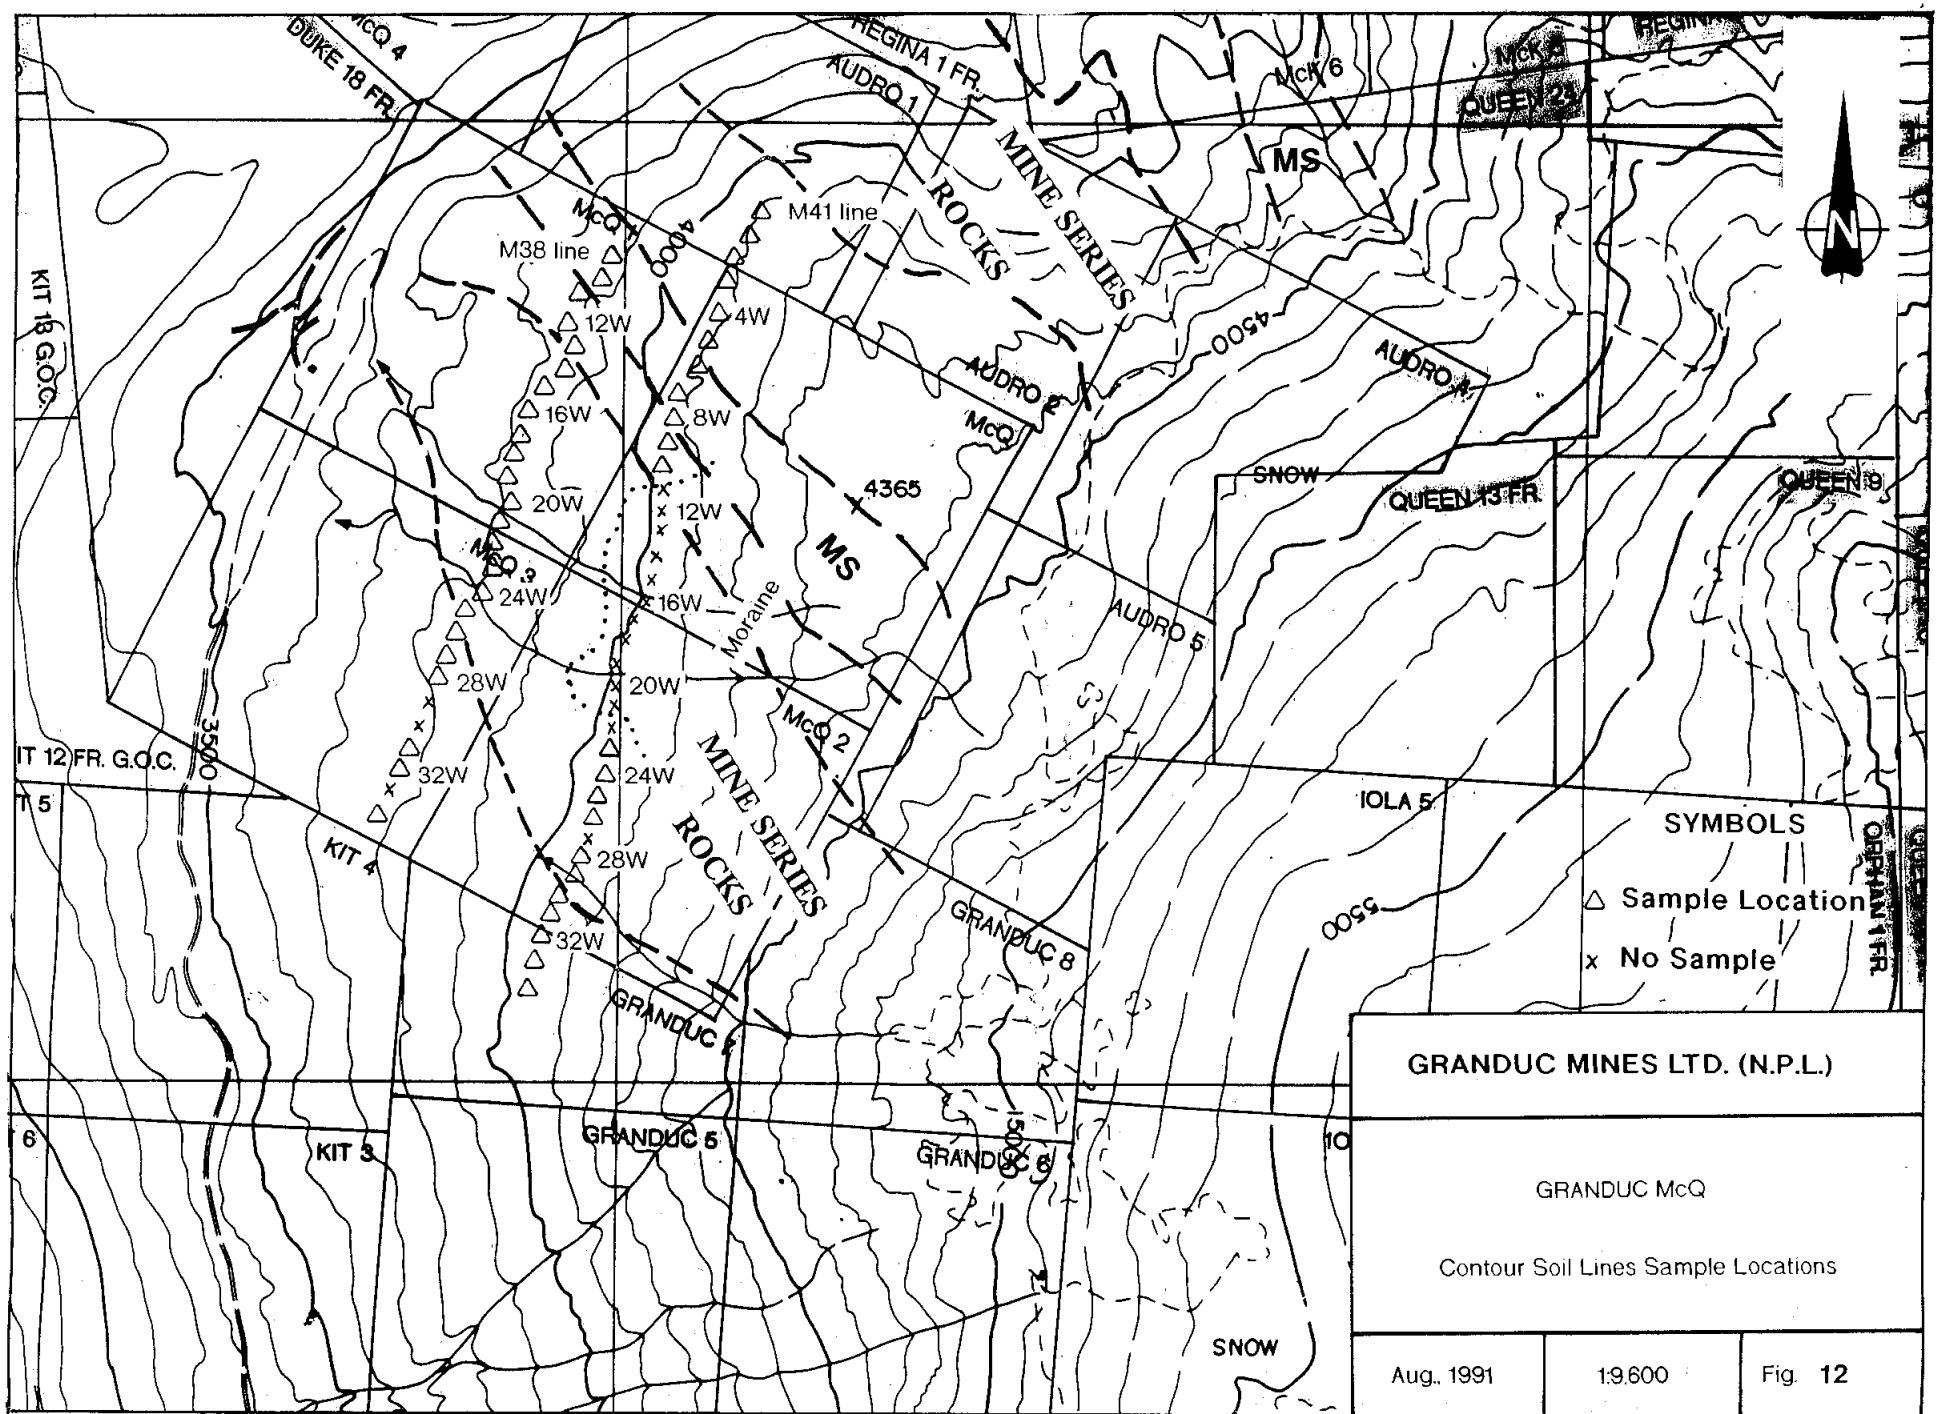 McQ 4
DUKE 18 FR.
REGINA 1 FR.
AUDRO 1
McK 6
McK 8
QUEEN 23
REGINA
MS
MINE SERIES
ROCKS
McQ 1
4000
M41 line
M38 line
N
KIT 13 G.O.C.
12W
4W
4500
AUDRO 2
AUDRO 4
McQ
16W
8W
SNOW
QUEEN 13 FR.
QUEEN 9
4365
20W
12W
MS
McQ 3
24W
16W
Moraine
AUDRO 5
28W
20W
McQ 2
3500
IT 12 FR. G.O.C.
T 5
32W
24W
MINE SERIES
ROCKS
IOLA 5
KIT 4
28W
32W
GRANDUC 8
5500
ORPHAN 1 FR.
SYMBOLS
△ Sample Location
x No Sample
GRANDUC 7
6
KIT 3
GRANDUC 5
GRANDUC 6
5000
10
SNOW
GRANDUC MINES LTD. (N.P.L.)
GRANDUC McQ
Contour Soil Lines Sample Locations
Aug., 1991
1:9,600
Fig. 12